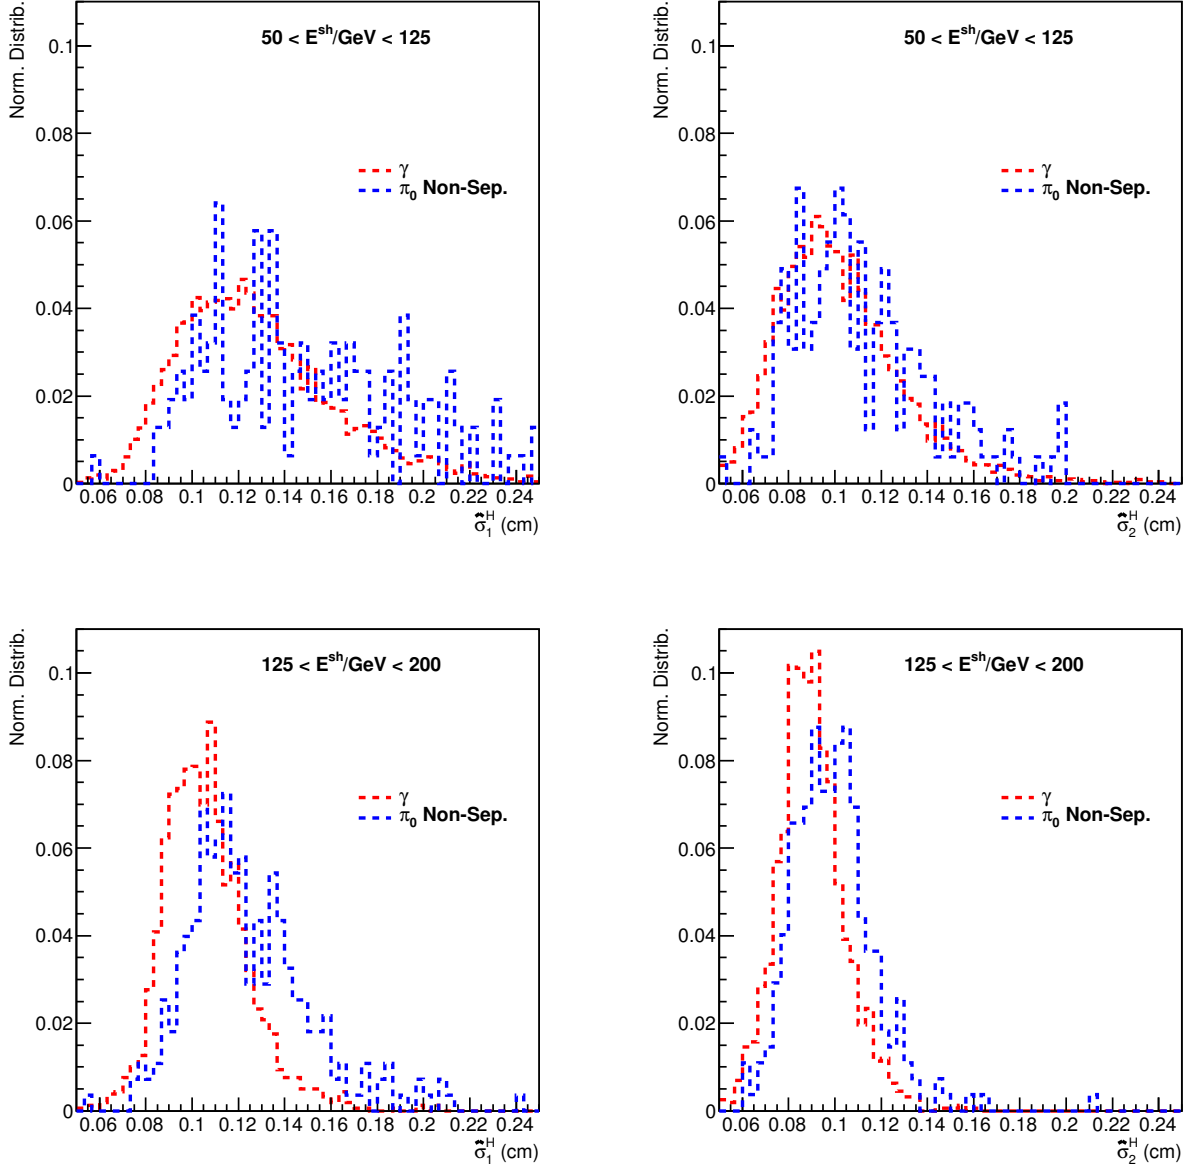 Norm. Distrib.
50 < E^sh/GeV < 125
0.1
0.08
γ
π₀ Non-Sep.
0.06
0.04
0.02
0
0.06 0.08 0.1 0.12 0.14 0.16 0.18 0.2 0.22 0.24
σ̃₁^H (cm)
Norm. Distrib.
50 < E^sh/GeV < 125
0.1
0.08
γ
π₀ Non-Sep.
0.06
0.04
0.02
0
0.06 0.08 0.1 0.12 0.14 0.16 0.18 0.2 0.22 0.24
σ̃₂^H (cm)
Norm. Distrib.
125 < E^sh/GeV < 200
0.1
0.08
γ
π₀ Non-Sep.
0.06
0.04
0.02
0
0.06 0.08 0.1 0.12 0.14 0.16 0.18 0.2 0.22 0.24
σ̃₁^H (cm)
Norm. Distrib.
125 < E^sh/GeV < 200
0.1
0.08
γ
π₀ Non-Sep.
0.06
0.04
0.02
0
0.06 0.08 0.1 0.12 0.14 0.16 0.18 0.2 0.22 0.24
σ̃₂^H (cm)